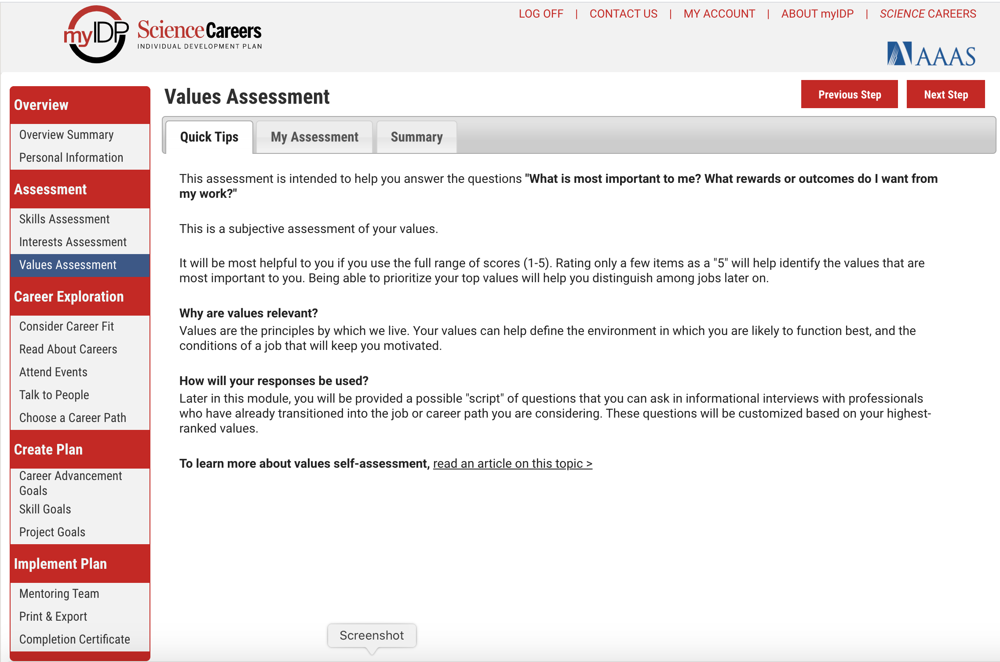 LOG OFF | CONTACT US | MY ACCOUNT | ABOUT myIDP | SCIENCE CAREERS
myIDP
Science Careers
INDIVIDUAL DEVELOPMENT PLAN
AAAS
Overview
Overview Summary
Personal Information
Assessment
Skills Assessment
Interests Assessment
Values Assessment
Career Exploration
Consider Career Fit
Read About Careers
Attend Events
Talk to People
Choose a Career Path
Create Plan
Career Advancement
Goals
Skill Goals
Project Goals
Implement Plan
Mentoring Team
Print & Export
Completion Certificate
Values Assessment
Previous Step
Next Step
Quick Tips
My Assessment
Summary
This assessment is intended to help you answer the questions "What is most important to me? What rewards or outcomes do I want from
my work?"
This is a subjective assessment of your values.
It will be most helpful to you if you use the full range of scores (1-5). Rating only a few items as a "5" will help identify the values that are
most important to you. Being able to prioritize your top values will help you distinguish among jobs later on.
Why are values relevant?
Values are the principles by which we live. Your values can help define the environment in which you are likely to function best, and the
conditions of a job that will keep you motivated.
How will your responses be used?
Later in this module, you will be provided a possible "script" of questions that you can ask in informational interviews with professionals
who have already transitioned into the job or career path you are considering. These questions will be customized based on your highest-
ranked values.
To learn more about values self-assessment, read an article on this topic >
Screenshot